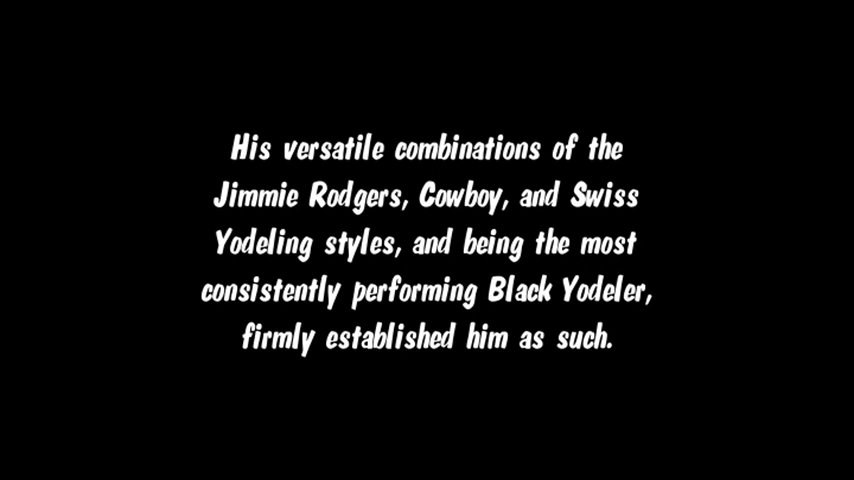 His versatile combinations of the
Jimmie Rodgers, Cowboy, and Swiss
Yodeling styles, and being the most
consistently performing Black Yodeler,
firmly established him as such.